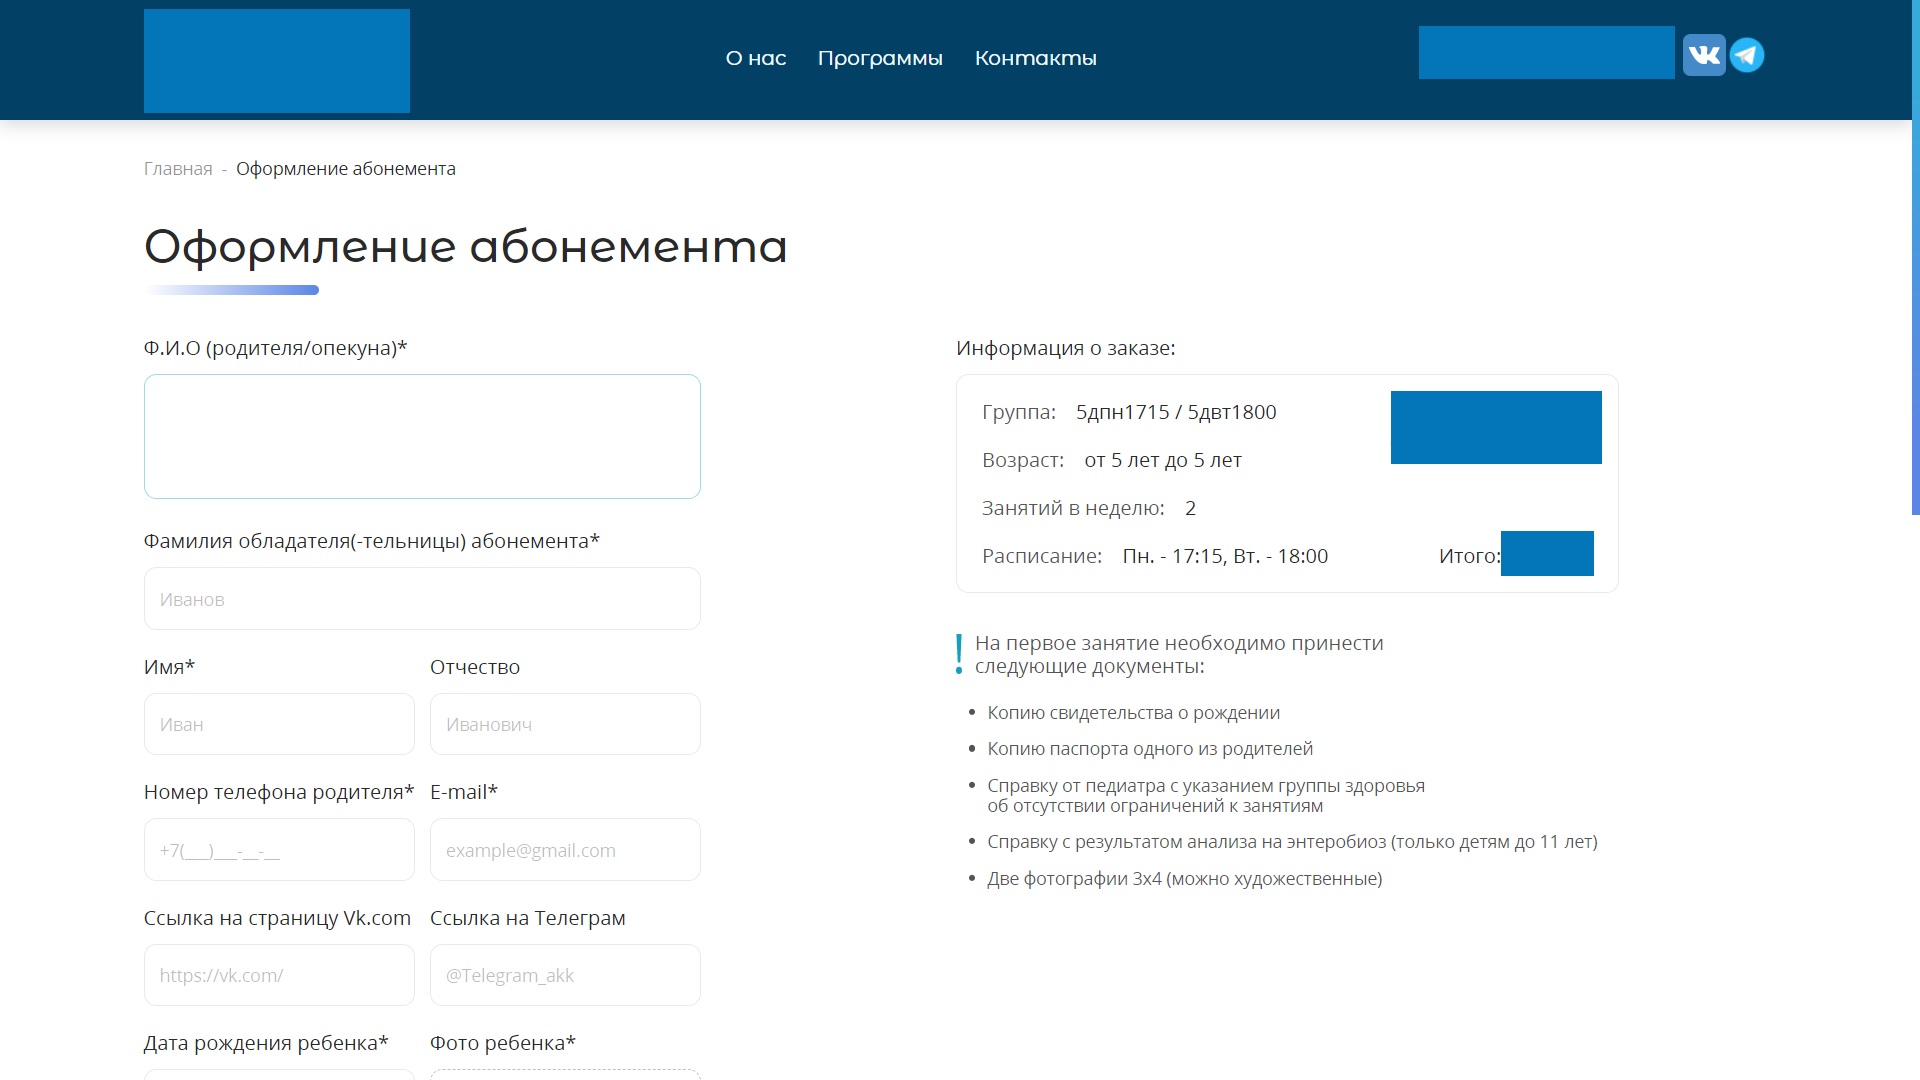 О нас
Программы
Контакты
Главная - Оформление абонемента
Оформление абонемента
Ф.И.О (родителя/опекуна)*
Фамилия обладателя(-тельницы) абонемента*
Иванов
Имя*
Отчество
Иван
Иванович
Номер телефона родителя*
E-mail*
+7(___)___-__-__
example@gmail.com
Ссылка на страницу Vk.com
Ссылка на Телеграм
https://vk.com/
@Telegram_akk
Дата рождения ребенка*
Фото ребенка*
Информация о заказе:
Группа: 5дпн1715 / 5двт1800
Возраст: от 5 лет до 5 лет
Занятий в неделю: 2
Расписание: Пн. - 17:15, Вт. - 18:00
Итого:
! На первое занятие необходимо принести
следующие документы:
• Копию свидетельства о рождении
• Копию паспорта одного из родителей
• Справку от педиатра с указанием группы здоровья
об отсутствии ограничений к занятиям
• Справку с результатом анализа на энтеробиоз (только детям до 11 лет)
• Две фотографии 3х4 (можно художественные)